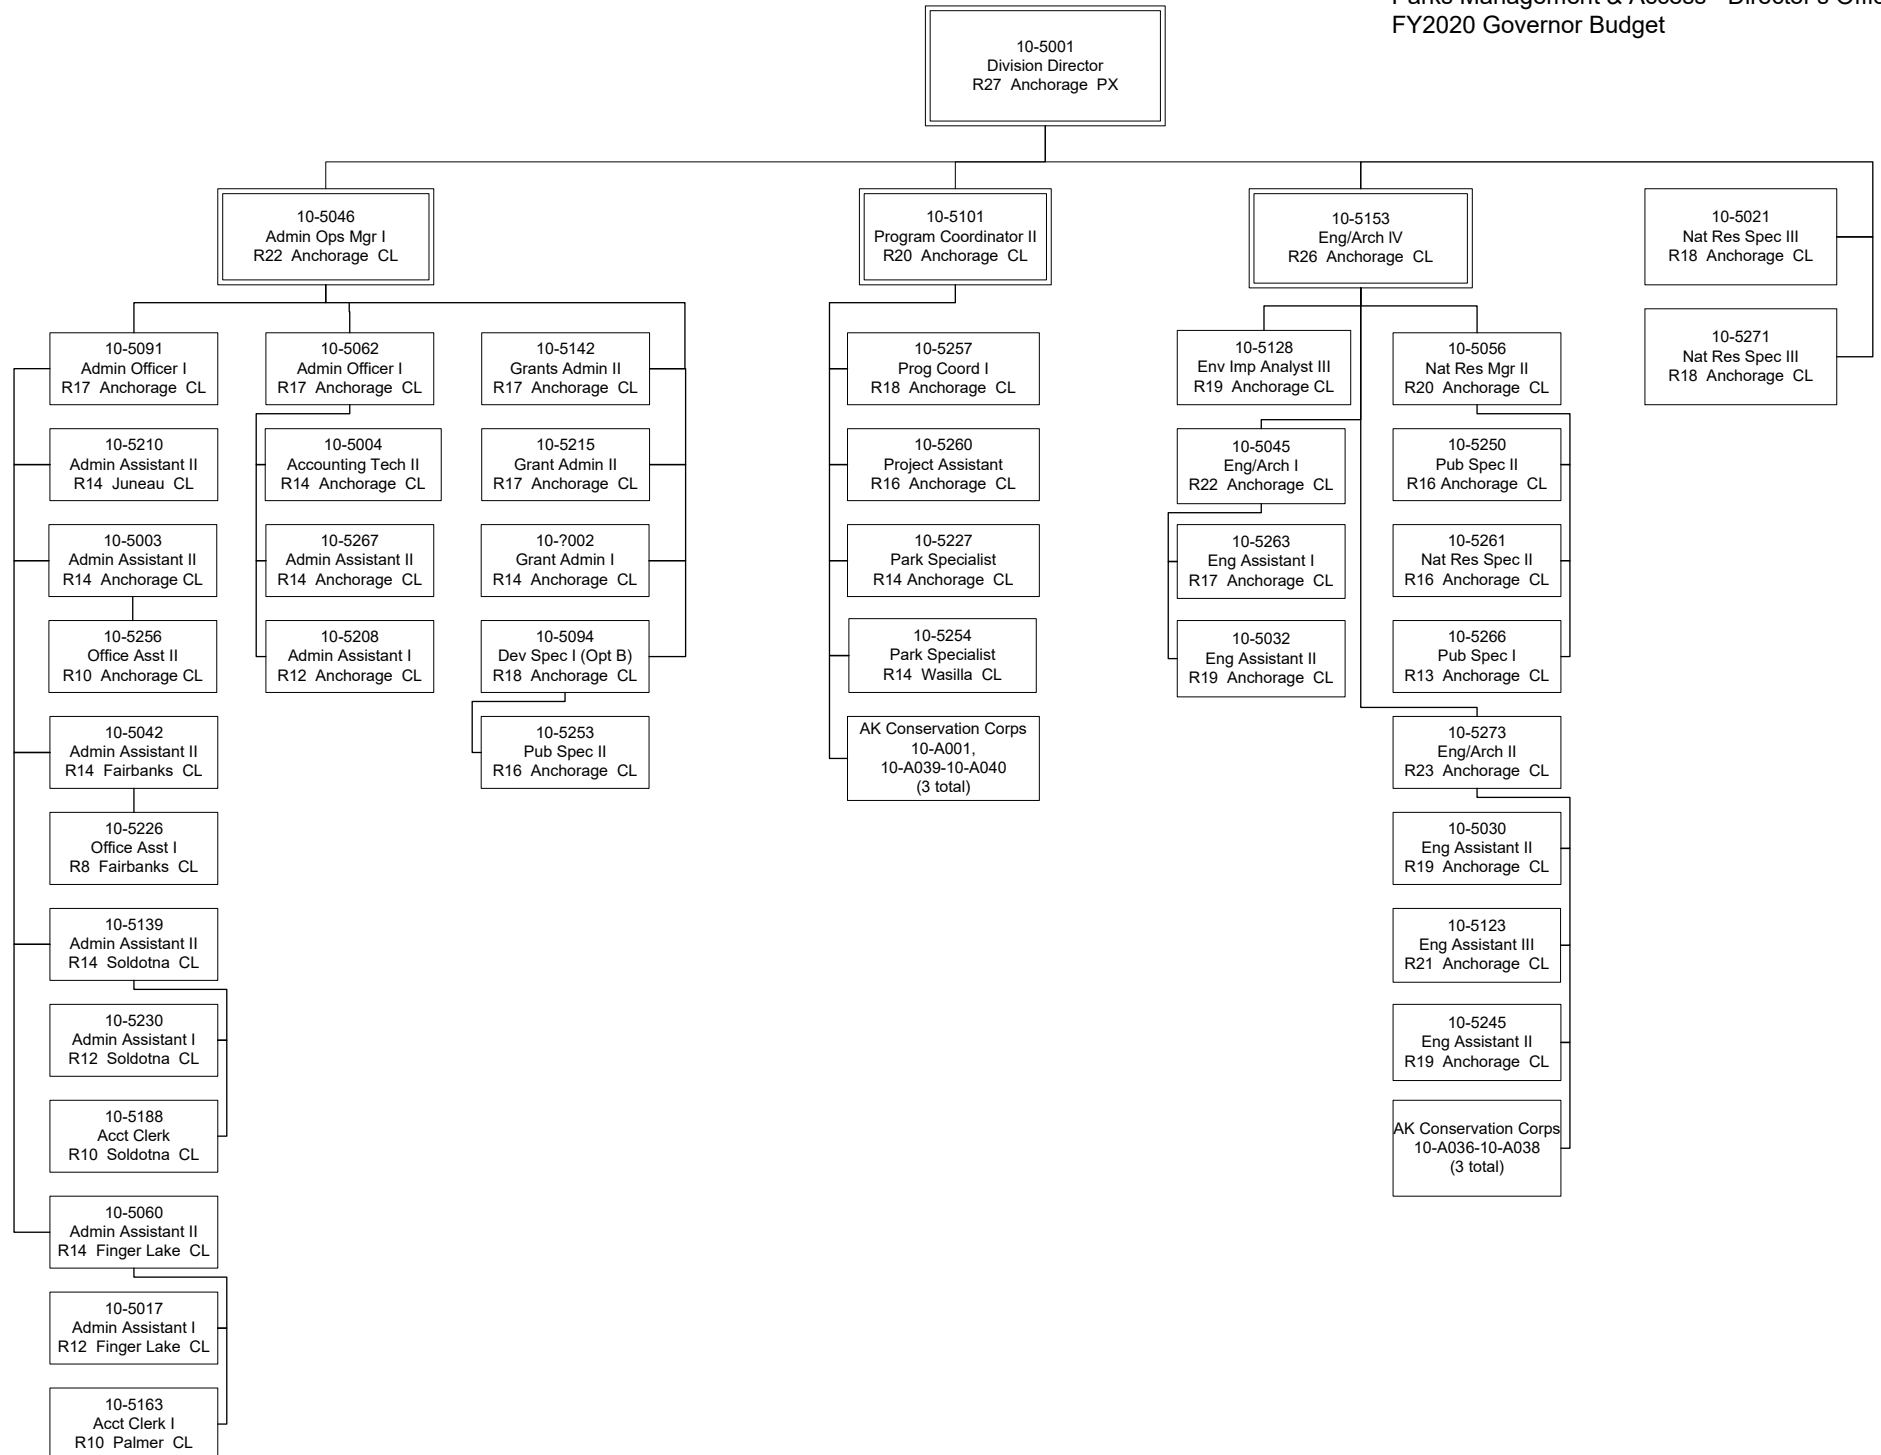 Parks Management & Access - Director's Offi
FY2020 Governor Budget
10-5001
Division Director
R27 Anchorage PX
10-5046
Admin Ops Mgr I
R22 Anchorage CL
10-5101
Program Coordinator II
R20 Anchorage CL
10-5153
Eng/Arch IV
R26 Anchorage CL
10-5021
Nat Res Spec III
R18 Anchorage CL
10-5271
Nat Res Spec III
R18 Anchorage CL
10-5091
Admin Officer I
R17 Anchorage CL
10-5210
Admin Assistant II
R14 Juneau CL
10-5003
Admin Assistant II
R14 Anchorage CL
10-5256
Office Asst II
R10 Anchorage CL
10-5042
Admin Assistant II
R14 Fairbanks CL
10-5226
Office Asst I
R8 Fairbanks CL
10-5139
Admin Assistant II
R14 Soldotna CL
10-5230
Admin Assistant I
R12 Soldotna CL
10-5188
Acct Clerk
R10 Soldotna CL
10-5060
Admin Assistant II
R14 Finger Lake CL
10-5017
Admin Assistant I
R12 Finger Lake CL
10-5163
Acct Clerk I
R10 Palmer CL
10-5062
Admin Officer I
R17 Anchorage CL
10-5004
Accounting Tech II
R14 Anchorage CL
10-5267
Admin Assistant II
R14 Anchorage CL
10-5208
Admin Assistant I
R12 Anchorage CL
10-5142
Grants Admin II
R17 Anchorage CL
10-5215
Grant Admin II
R17 Anchorage CL
10-?002
Grant Admin I
R14 Anchorage CL
10-5094
Dev Spec I (Opt B)
R18 Anchorage CL
10-5253
Pub Spec II
R16 Anchorage CL
10-5257
Prog Coord I
R18 Anchorage CL
10-5260
Project Assistant
R16 Anchorage CL
10-5227
Park Specialist
R14 Anchorage CL
10-5254
Park Specialist
R14 Wasilla CL
AK Conservation Corps
10-A001,
10-A039-10-A040
(3 total)
10-5128
Env Imp Analyst III
R19 Anchorage CL
10-5045
Eng/Arch I
R22 Anchorage CL
10-5263
Eng Assistant I
R17 Anchorage CL
10-5032
Eng Assistant II
R19 Anchorage CL
10-5056
Nat Res Mgr II
R20 Anchorage CL
10-5250
Pub Spec II
R16 Anchorage CL
10-5261
Nat Res Spec II
R16 Anchorage CL
10-5266
Pub Spec I
R13 Anchorage CL
10-5273
Eng/Arch II
R23 Anchorage CL
10-5030
Eng Assistant II
R19 Anchorage CL
10-5123
Eng Assistant III
R21 Anchorage CL
10-5245
Eng Assistant II
R19 Anchorage CL
AK Conservation Corps
10-A036-10-A038
(3 total)